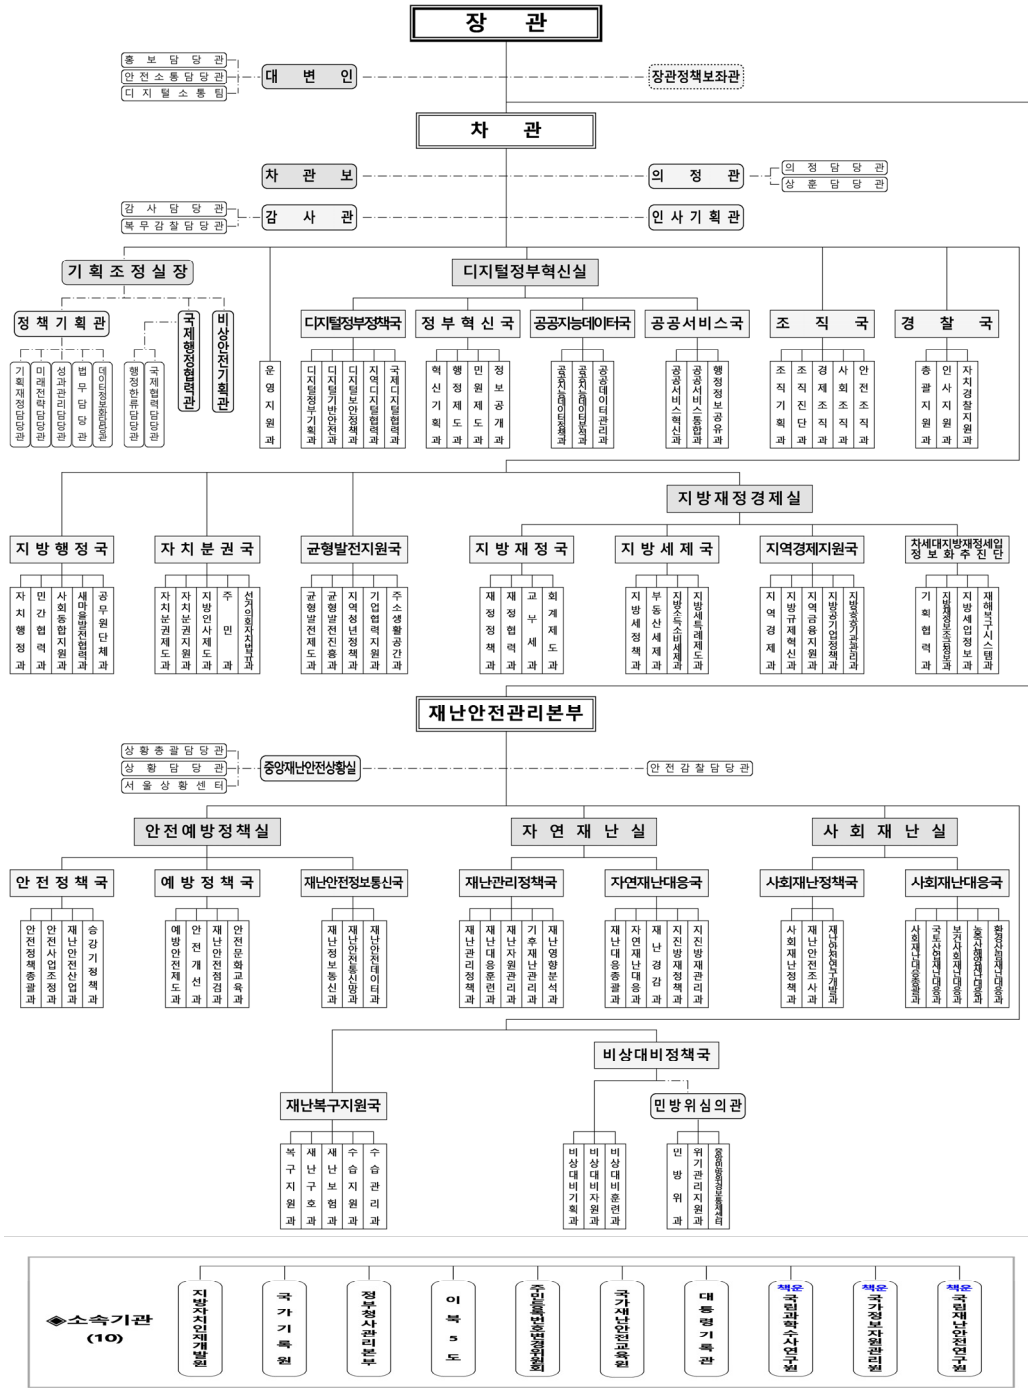 장 관
홍보담당관
안전소통담당관
디지털소통팀
대 변 인
장관정책보좌관
차 관
차 관 보
의 정 관
의정담당관
상훈담당관
감사담당관
복무감찰담당관
감 사 관
인사기획관
기획조정실장
디지털정부혁신실
정책기획관
국제행정협력관
비상안전기획관
디지털정부정책국
정부혁신국
공공지능데이터국
공공서비스국
조 직 국
경 찰 국
기획재정담당관
미래전략담당관
성과관리담당관
법무담당관
데이터정보화담당관
행정한류담당관
국제협력담당관
운영지원과
디지털정부기획과
디지털기반안전과
디지털보안정책과
지역디지털협력과
국제디지털협력과
혁신기획과
행정제도과
민원제도과
정보공개과
공공지능데이터정책과
공공지능데이터분석과
공공데이터관리과
공공서비스혁신과
공공서비스통합과
행정정보공유과
조직기획과
조직진단과
경제조직과
사회조직과
안전조직과
총괄지원과
인사지원과
자치경찰지원과
지방재정경제실
지방행정국
자치분권국
균형발전지원국
지방재정국
지방세제국
지역경제지원국
차세대지방재정세입
정보화추진단
자치행정과
민간협력과
사회통합지원과
새마을발전협력과
공무원단체과
자치분권제도과
자치분권지원과
지방인사제도과
주 민 과
선거의회자치법규과
균형발전제도과
균형발전진흥과
지역청년정책과
기업협력지원과
주소생활공간과
재정정책과
재정협력과
교부세과
회계제도과
지방세정책과
부동산세제과
지방소득소비세제과
지방세특례제도과
지역경제과
지방규제혁신과
지역금융지원과
지방공기업정책과
지방공공기관관리과
기획협력과
지방재정보조금정보과
지방세입정보과
재해복구시스템과
재난안전관리본부
상황총괄담당관
상황담당관
서울상황센터
중앙재난안전상황실
안전감찰담당관
안전예방정책실
자연재난실
사회재난실
안전정책국
예방정책국
재난안전정보통신국
재난관리정책국
자연재난대응국
사회재난정책국
사회재난대응국
안전정책총괄과
안전사업조정과
재난안전산업과
승강기정책과
예방안전제도과
안전개선과
재난안전점검과
안전문화교육과
재난정보통신과
재난안전통신망과
재난안전데이터과
재난관리정책과
재난대응훈련과
재난자원관리과
기후재난관리과
재난영향분석과
재난대응총괄과
자연재난대응과
재난경감과
지진방재정책과
지진방재관리과
사회재난정책과
재난안전조사과
재난안전연구개발과
사회재난대응총괄과
국토산업재난대응과
보건사회재난대응과
농축산해양재난대응과
환경산림재난대응과
비상대비정책국
재난복구지원국
민방위심의관
복구지원과
재난구호과
재난보험과
수습지원과
수습관리과
비상대비기획과
비상대비자원과
비상대비훈련과
민방위과
위기관리지원과
중앙민방위경보통제센터
◈소속기관
(10)
지방자치인재개발원
국가기록원
정부청사관리본부
이북5도
주민등록번호변경위원회
국가재난안전교육원
대통령기록관
책운 국립과학수사연구원
책운 국가정보자원관리원
책운 국립재난안전연구원